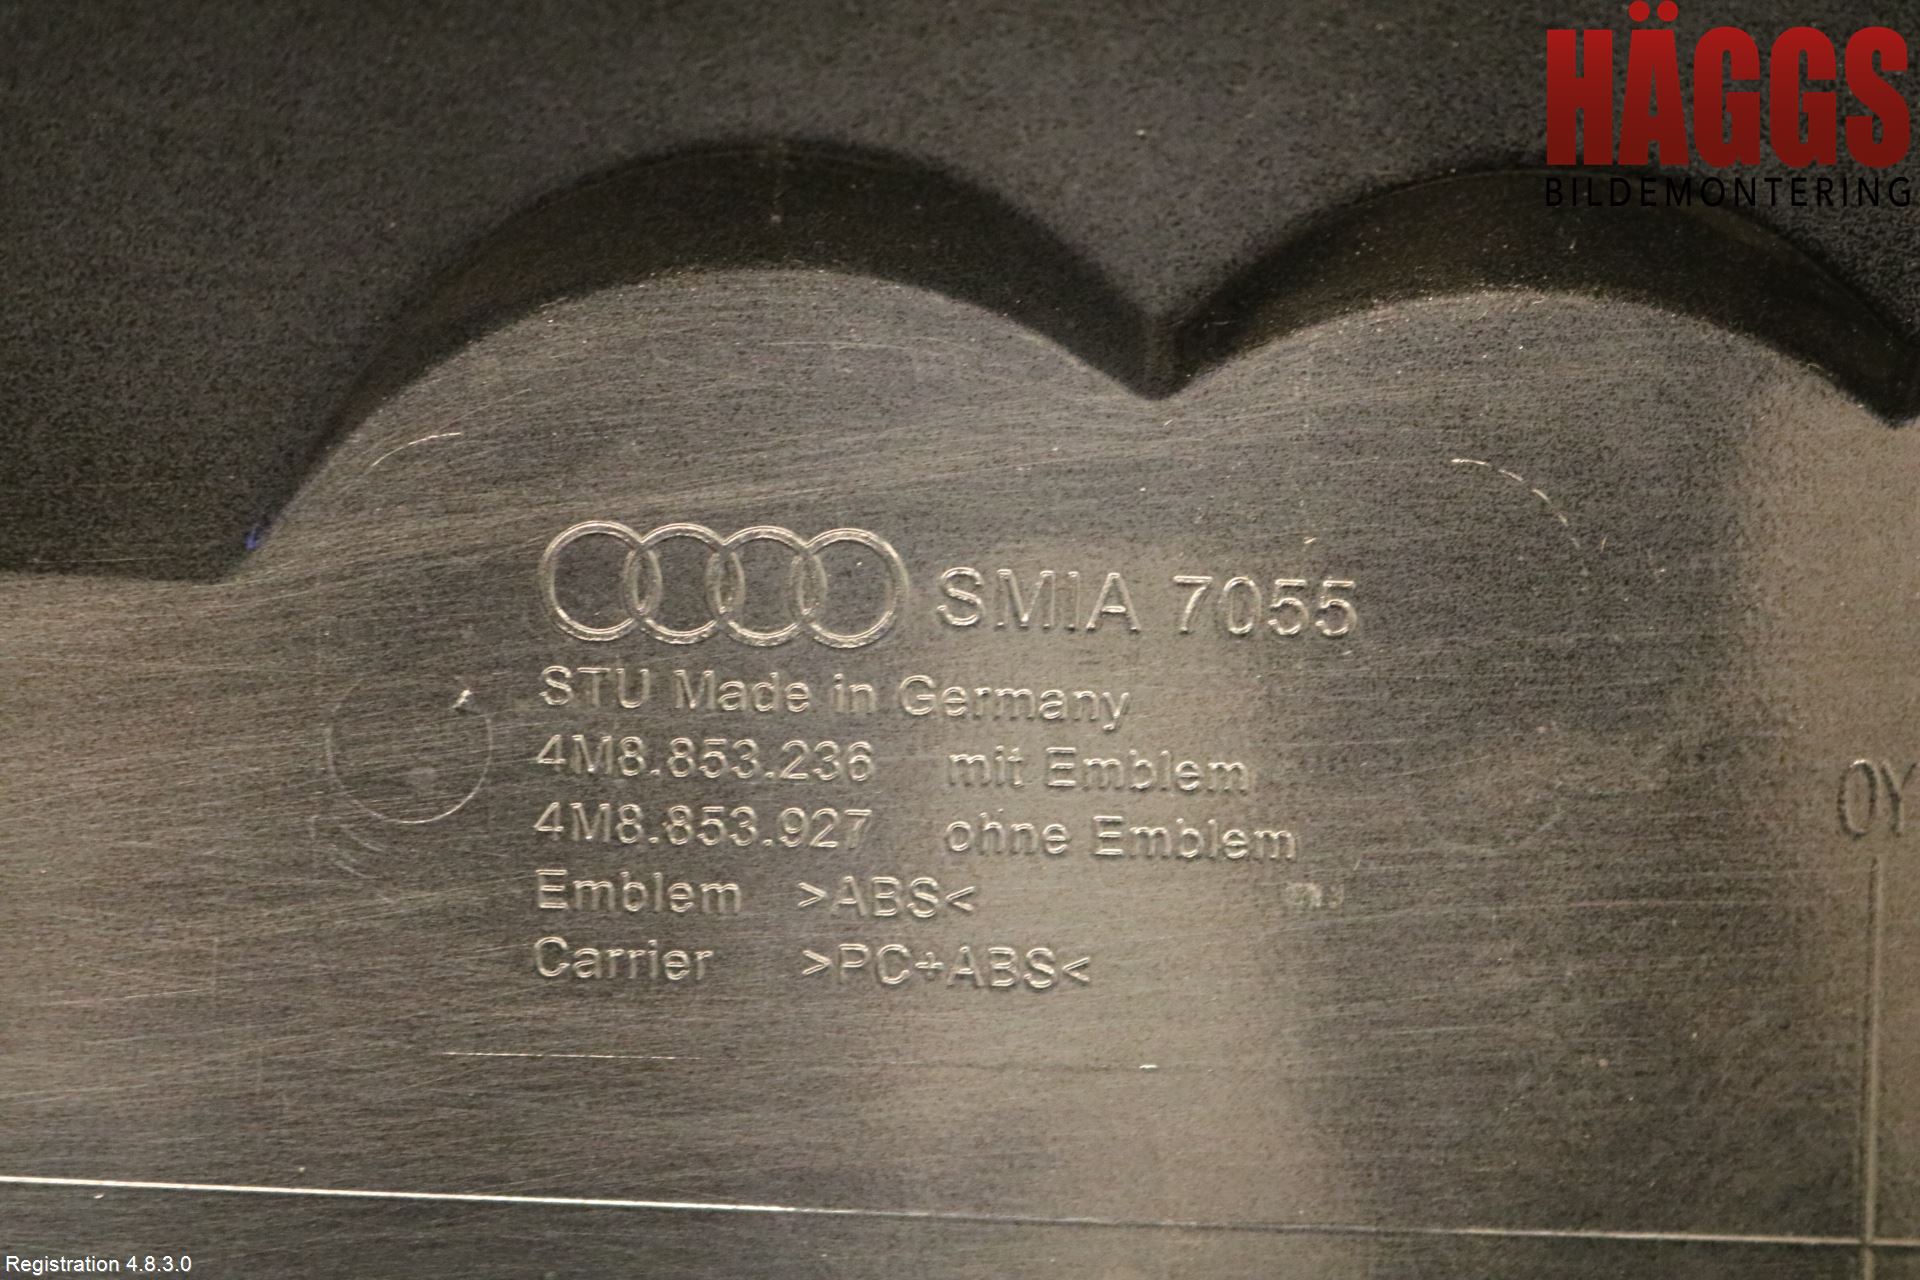 HÄGGS
BILDEMONTERING
SMIA 7055
STU Made in Germany
4M8.853.236 mit Emblem
4M8.853.927 ohne Emblem
Emblem >ABS<
Carrier >PC+ABS<
0Y
Registration 4.8.3.0